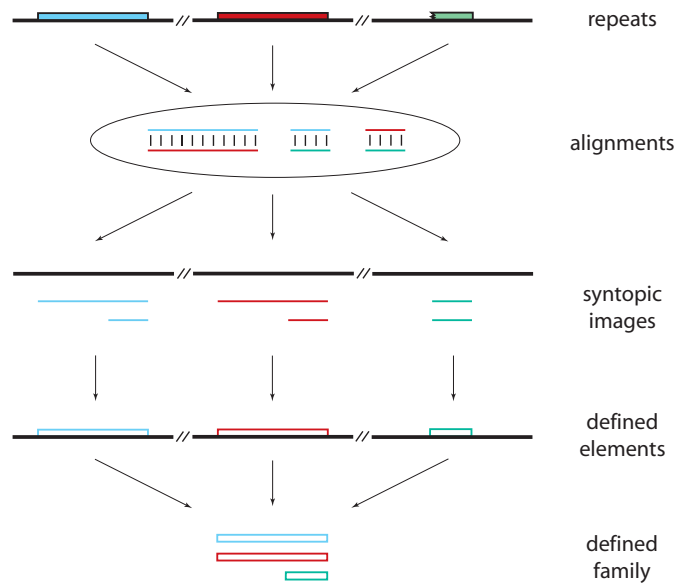 repeats
alignments
syntopic
images
defined
elements
defined
family